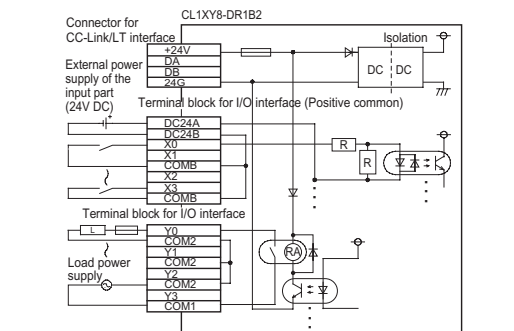 CL1XY8-DR1B2
Connector for
CC-Link/LT interface
Isolation
+24V
DA
DB
24G
DC DC
External power
supply of the
input part
(24V DC)
Terminal block for I/O interface (Positive common)
+
DC24A
DC24B
X0
X1
COMB
X2
X3
COMB
R
R
Terminal block for I/O interface
L
Y0
COM2
Y1
COM2
Y2
COM2
Y3
COM1
RA
Load power
supply